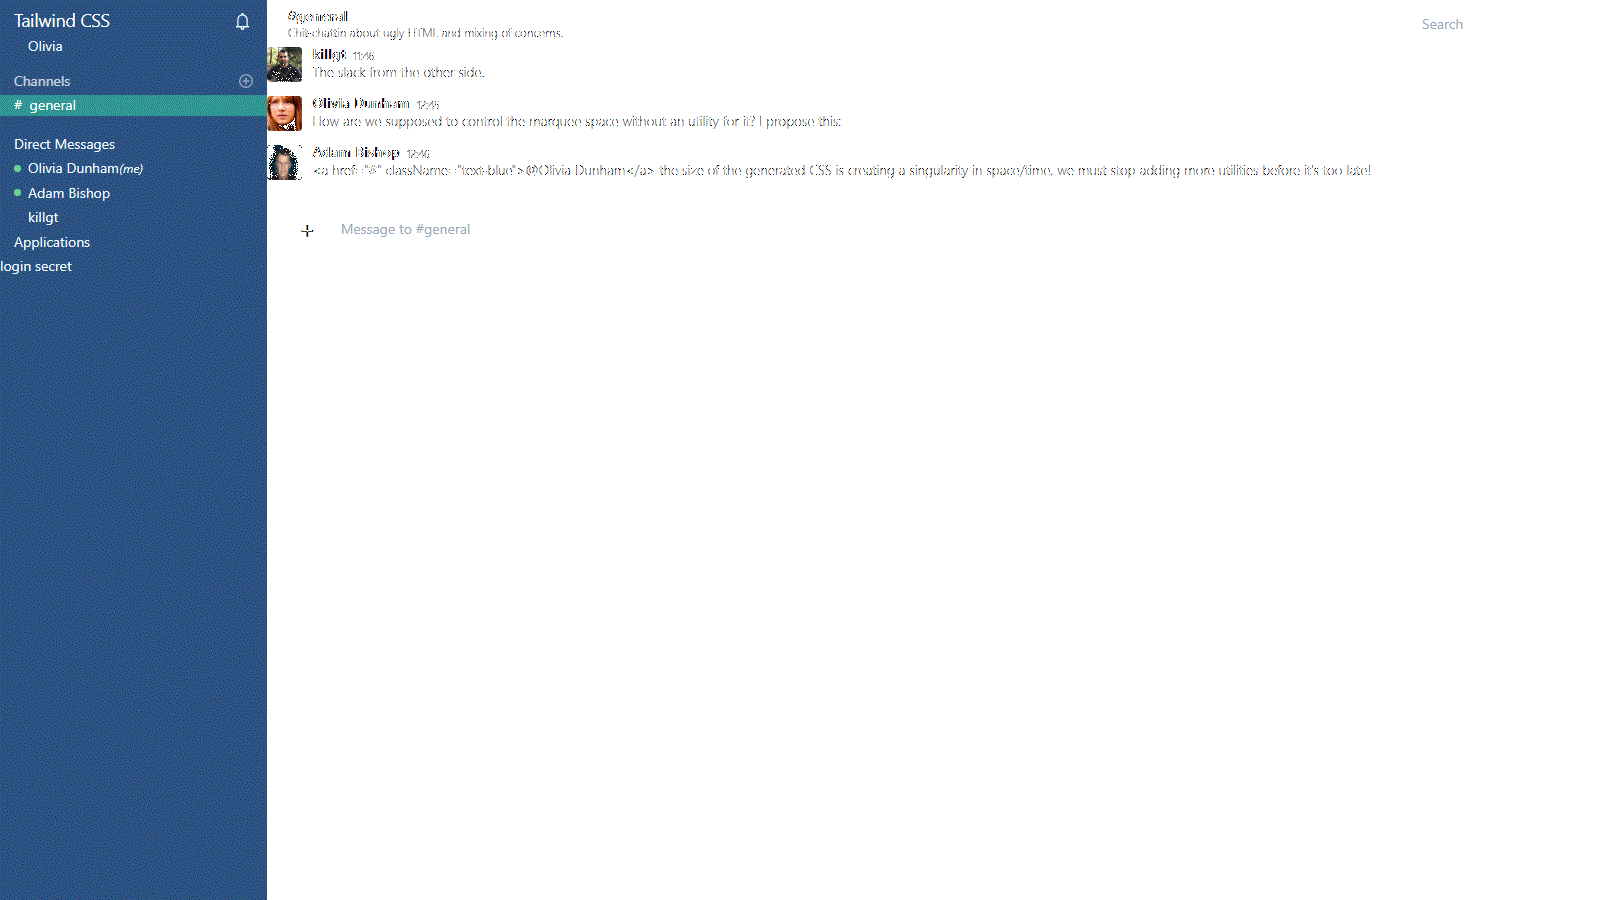 Tailwind CSS
Olivia
Channels
# general
Direct Messages
Olivia Dunham(me)
Adam Bishop
killgt
Applications
login secret
#general
Chit-chattin about ugly HTML and mixing of concerns.
Search
killgt 11:46
The slack from the other side.
Olivia Dunham 12:45
How are we supposed to control the marquee space without an utility for it? I propose this:
Adam Bishop 12:46
<a href="#" className="text-blue">@Olivia Dunham</a> the size of the generated CSS is creating a singularity in space/time, we must stop adding more utilities before it's too late!
Message to #general